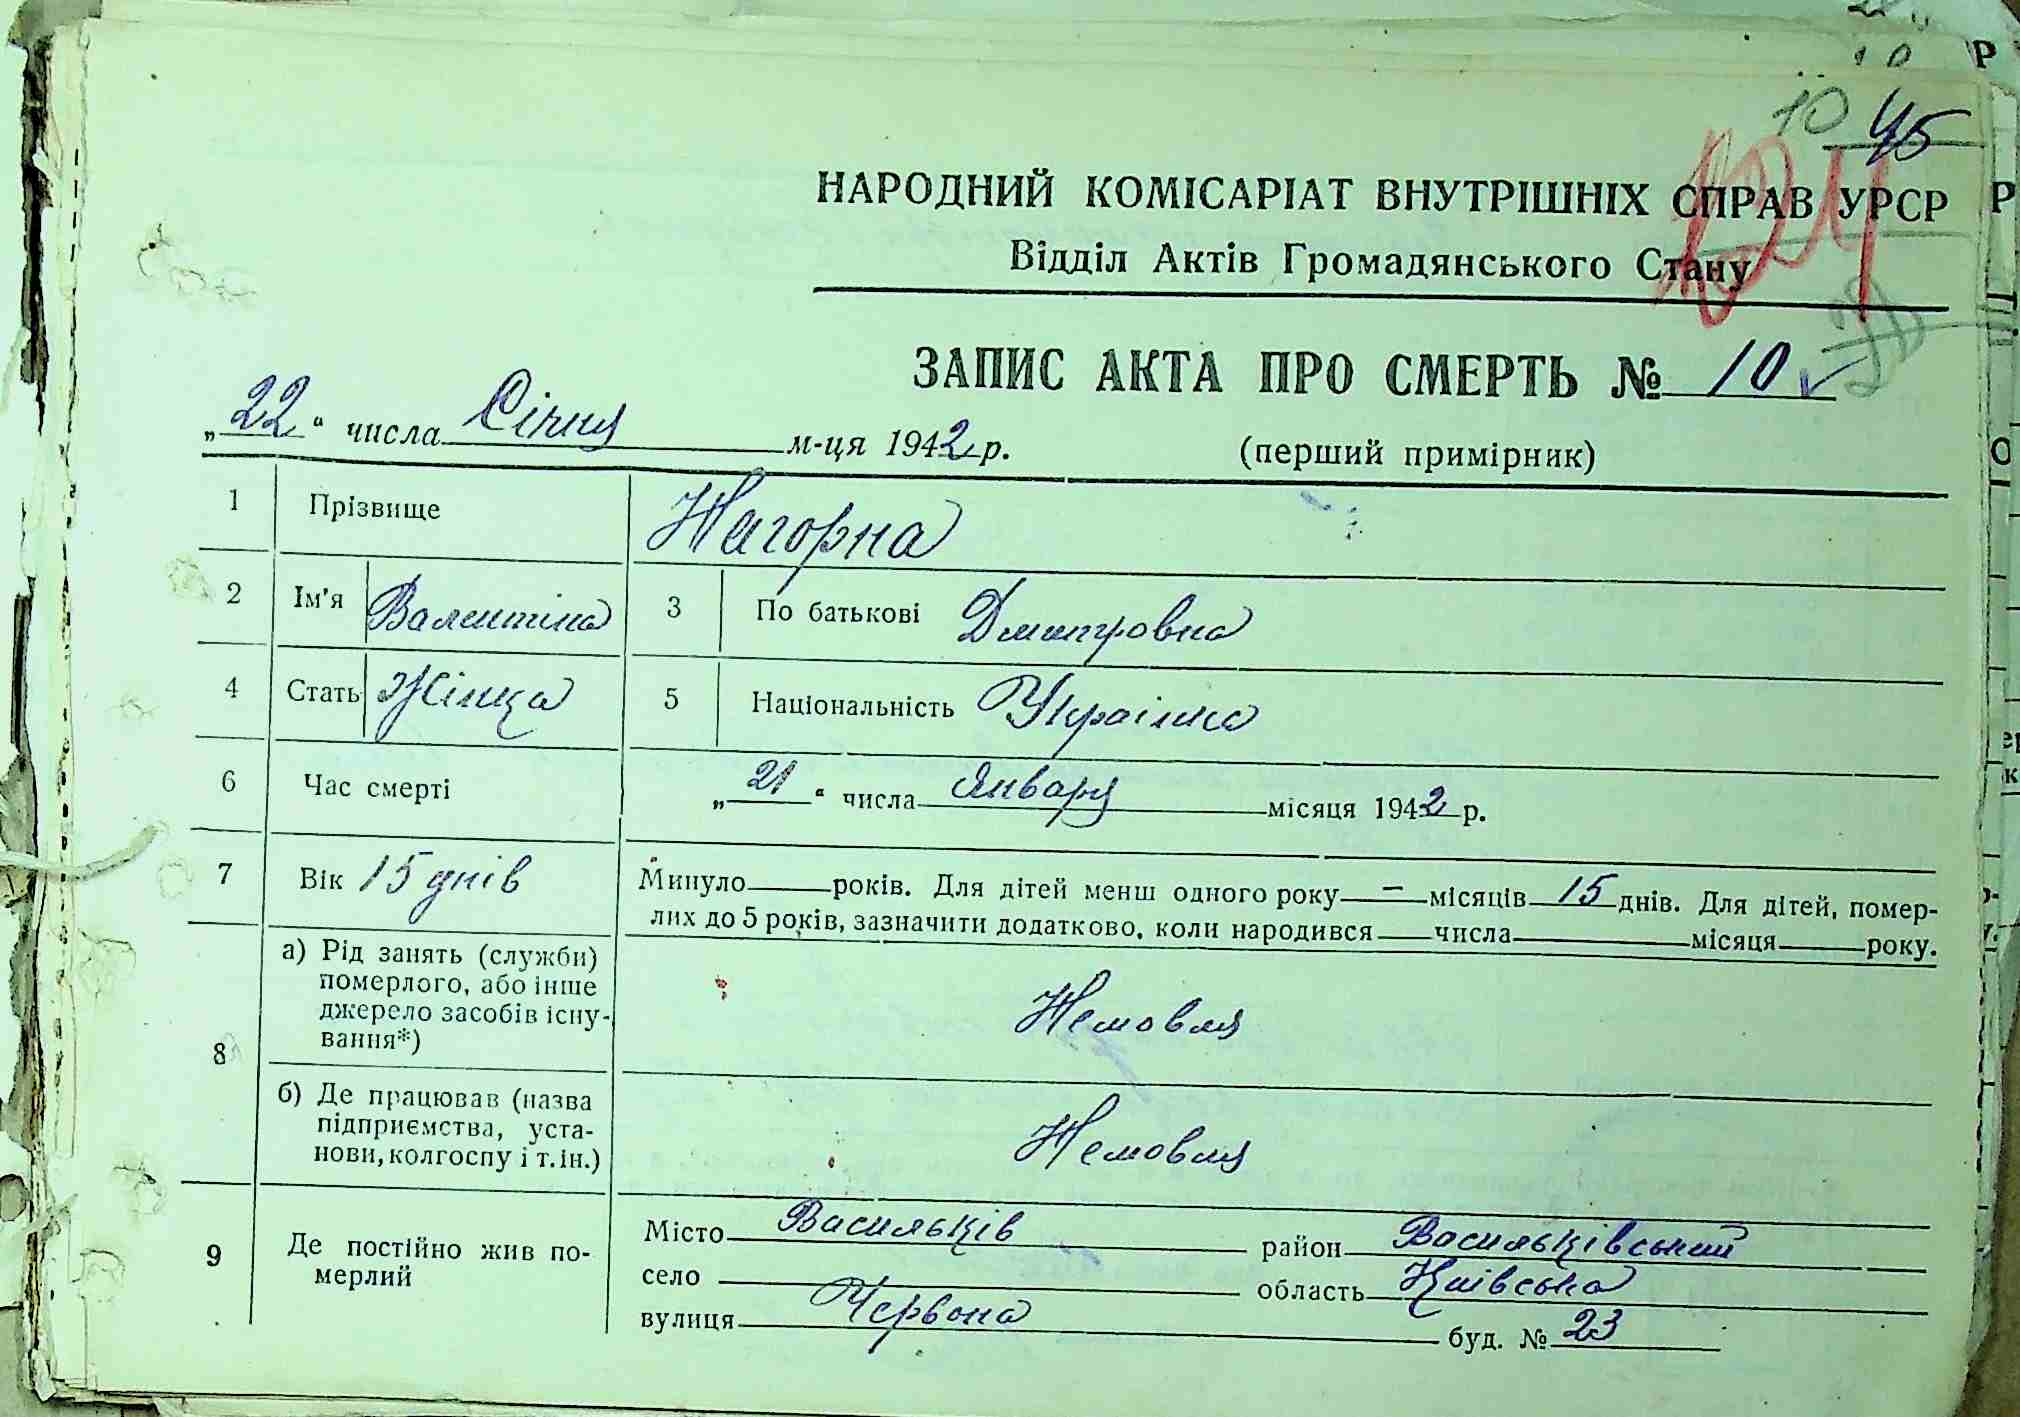 10 45
НАРОДНИЙ КОМІСАРІАТ ВНУТРІШНІХ СПРАВ УРСР
Відділ Актів Громадянського Стану
ЗАПИС АКТА ПРО СМЕРТЬ № 10
„22“ числа Січня м-ця 1942 р.
(перший примірник)
1 Прізвище Нагорна
2 Ім'я Валентіна 3 По батькові Дмитровна
4 Стать Жінка 5 Національність Украінка
6 Час смерті „21“ числа Января місяця 1942 р.
7 Вік 15 днів Минуло року. Для дітей менш одного року — місяців 15 днів. Для дітей, помер-
лих до 5 років, зазначити додатково, коли народився числа місяця року.
8 а) Рід занять (служби)
померлого, або інше
джерело засобів існу-
вання*)
Немовля
б) Де працював (назва
підприємства, уста-
нови, колгоспу і т.ін.)
Немовля
9 Де постійно жив по-
мерлий
Місто Васильків район Васильківський
село область Киівська
вулиця Червона буд. № 23